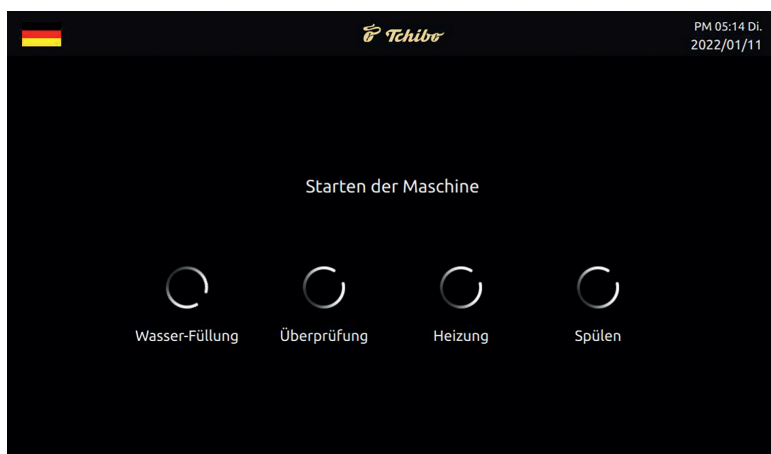 Tchibo
PM 05:14 Di.
2022/01/11
Starten der Maschine
Wasser-Füllung
Überprüfung
Heizung
Spülen